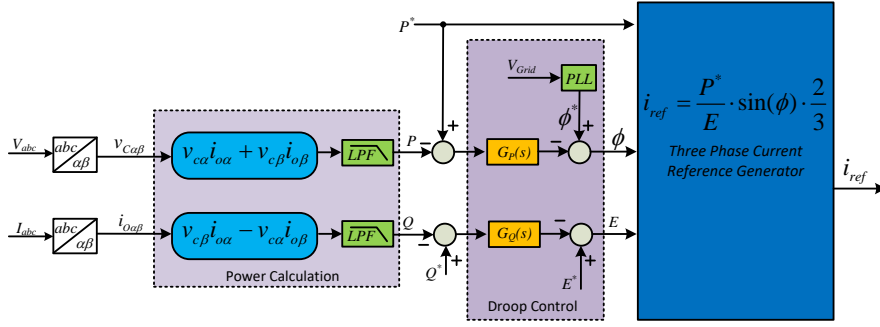 P*
V_Grid
PLL
ϕ*
V_abc
abc
αβ
v_Cαβ
v_cα i_oα + v_cβ i_oβ
LPF
P
−
+
G_P(s)
−
+
ϕ
I_abc
abc
αβ
i_Oαβ
v_cβ i_oα − v_cα i_oβ
LPF
Q
−
+
Q*
G_Q(s)
−
+
E*
E
Power Calculation
Droop Control
i_ref = P*/E · sin(ϕ) · 2/3
Three Phase Current
Reference Generator
i_ref